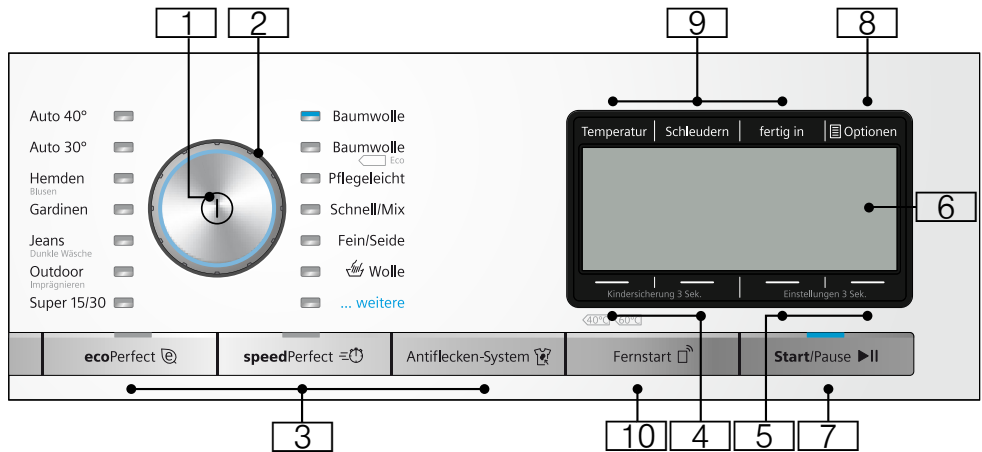 1
2
9
8
Auto 40°
Auto 30°
Hemden
Blusen
Gardinen
Jeans
Dunkle Wäsche
Outdoor
Imprägnieren
Super 15/30
Baumwolle
Baumwolle
Eco
Pflegeleicht
Schnell/Mix
Fein/Seide
Wolle
... weitere
Temperatur
Schleudern
fertig in
Optionen
6
Kindersicherung 3 Sek.
Einstellungen 3 Sek.
40°C 60°C
ecoPerfect
speedPerfect
Antiflecken-System
Fernstart
Start/Pause
3
10
4
5
7